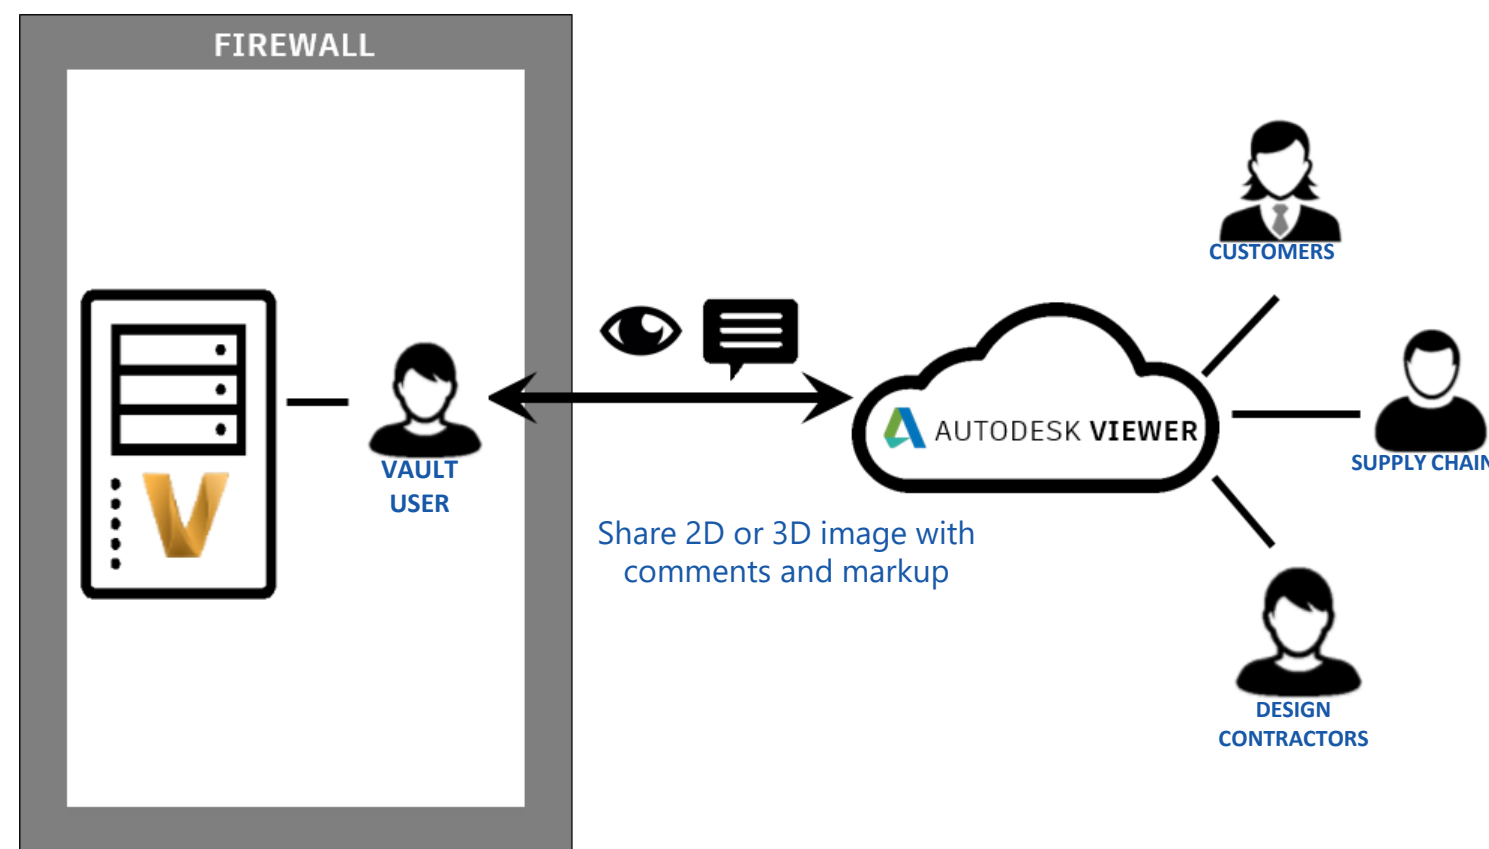 FIREWALL
CUSTOMERS
VAULT
USER
AUTODESK VIEWER
SUPPLY CHAIN
Share 2D or 3D image with
comments and markup
DESIGN
CONTRACTORS